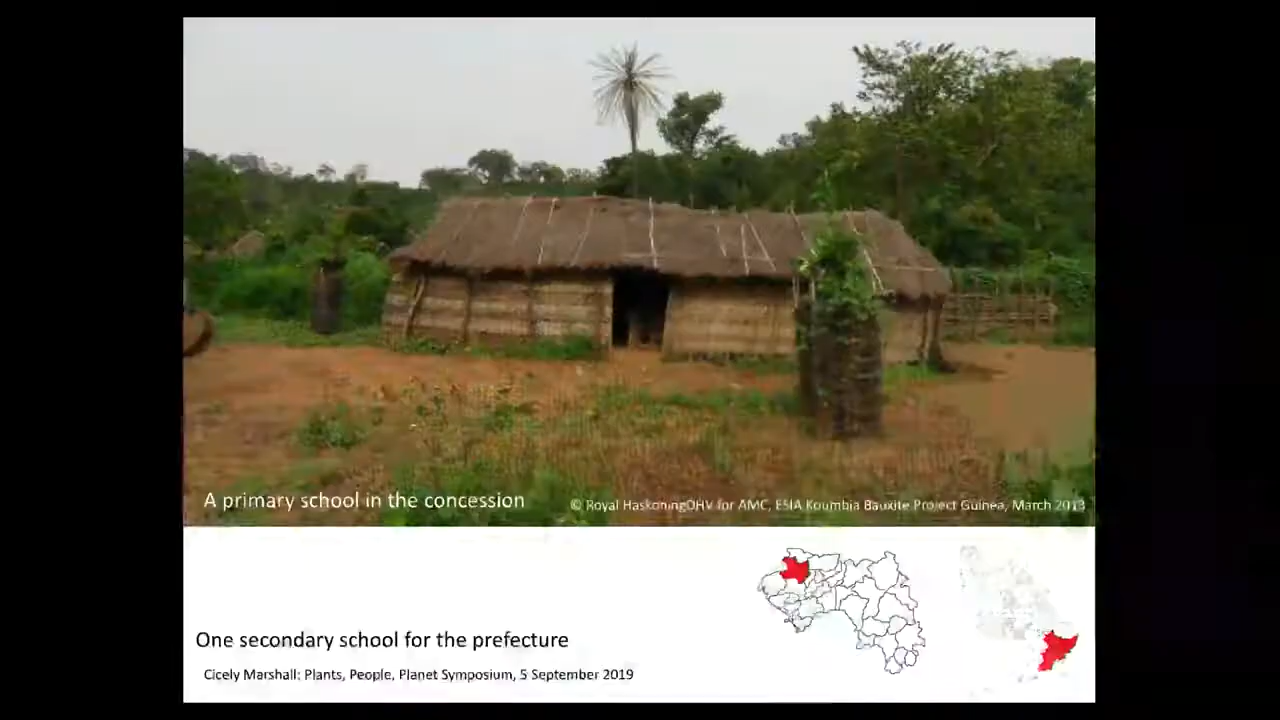 A primary school in the concession
© Royal HaskoningDHV for AMC, ESIA Koumbia Bauxite Project Guinea, March 2013
One secondary school for the prefecture
Cicely Marshall: Plants, People, Planet Symposium, 5 September 2019